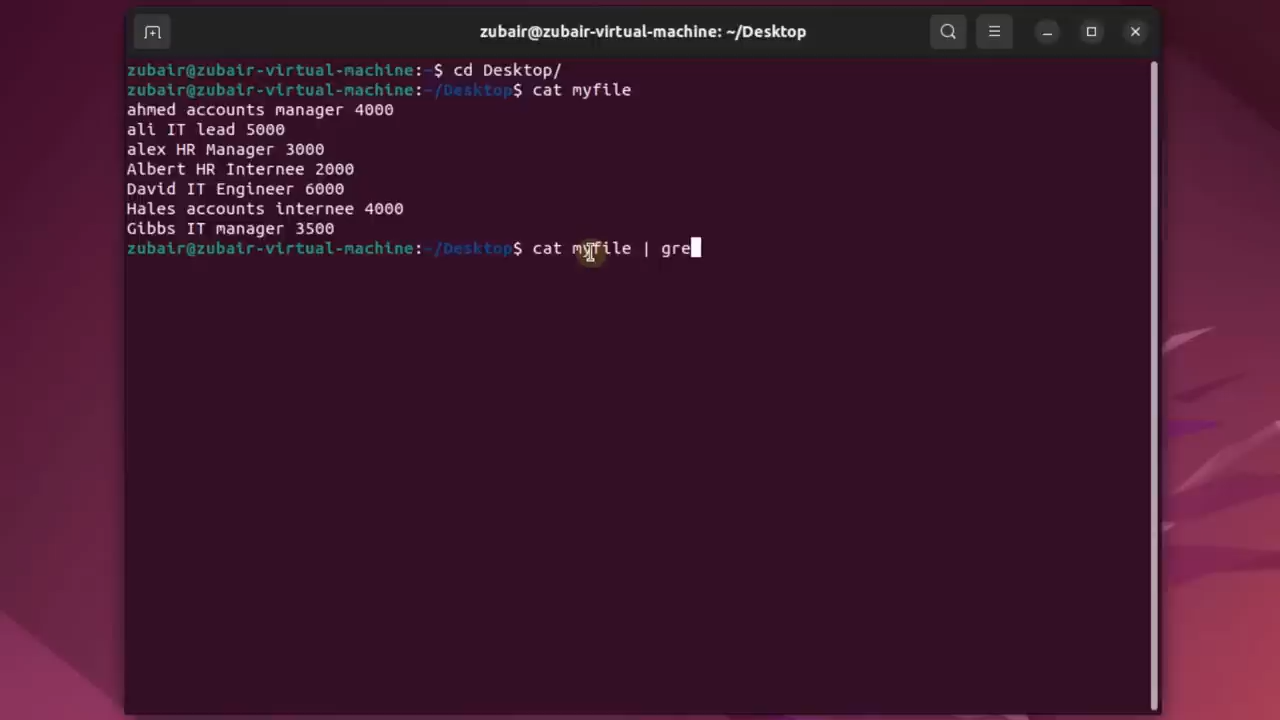 zubair@zubair-virtual-machine: ~/Desktop
zubair@zubair-virtual-machine:~$ cd Desktop/
zubair@zubair-virtual-machine:~/Desktop$ cat myfile
ahmed accounts manager 4000
ali IT lead 5000
alex HR Manager 3000
Albert HR Internee 2000
David IT Engineer 6000
Hales accounts internee 4000
Gibbs IT manager 3500
zubair@zubair-virtual-machine:~/Desktop$ cat myfile | gre